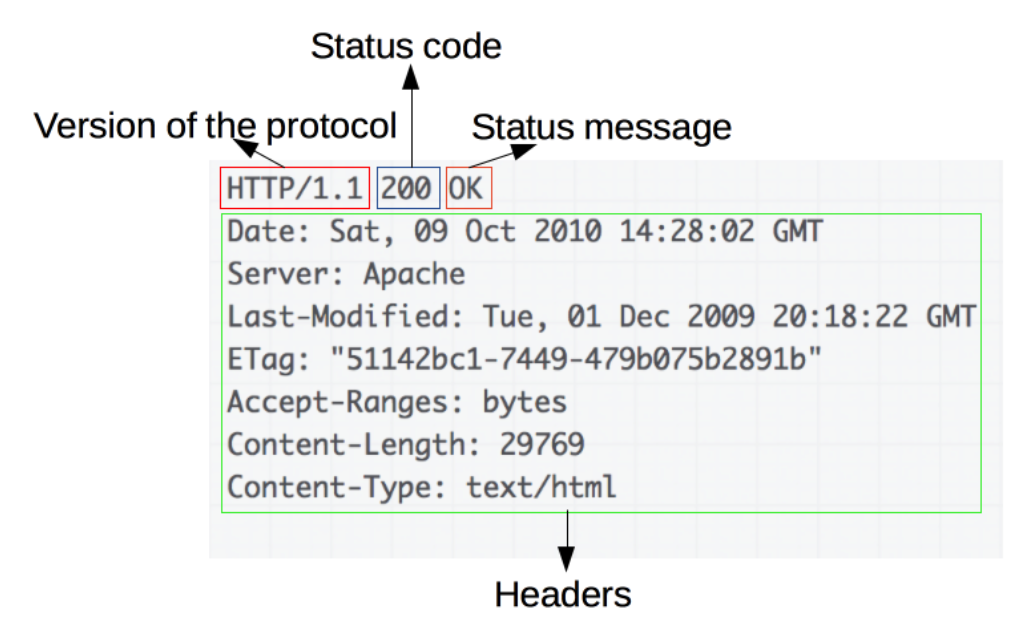 Status code
Version of the protocol Status message
HTTP/1.1 200 OK
Date: Sat, 09 Oct 2010 14:28:02 GMT
Server: Apache
Last-Modified: Tue, 01 Dec 2009 20:18:22 GMT
ETag: "51142bc1-7449-479b075b2891b"
Accept-Ranges: bytes
Content-Length: 29769
Content-Type: text/html
Headers